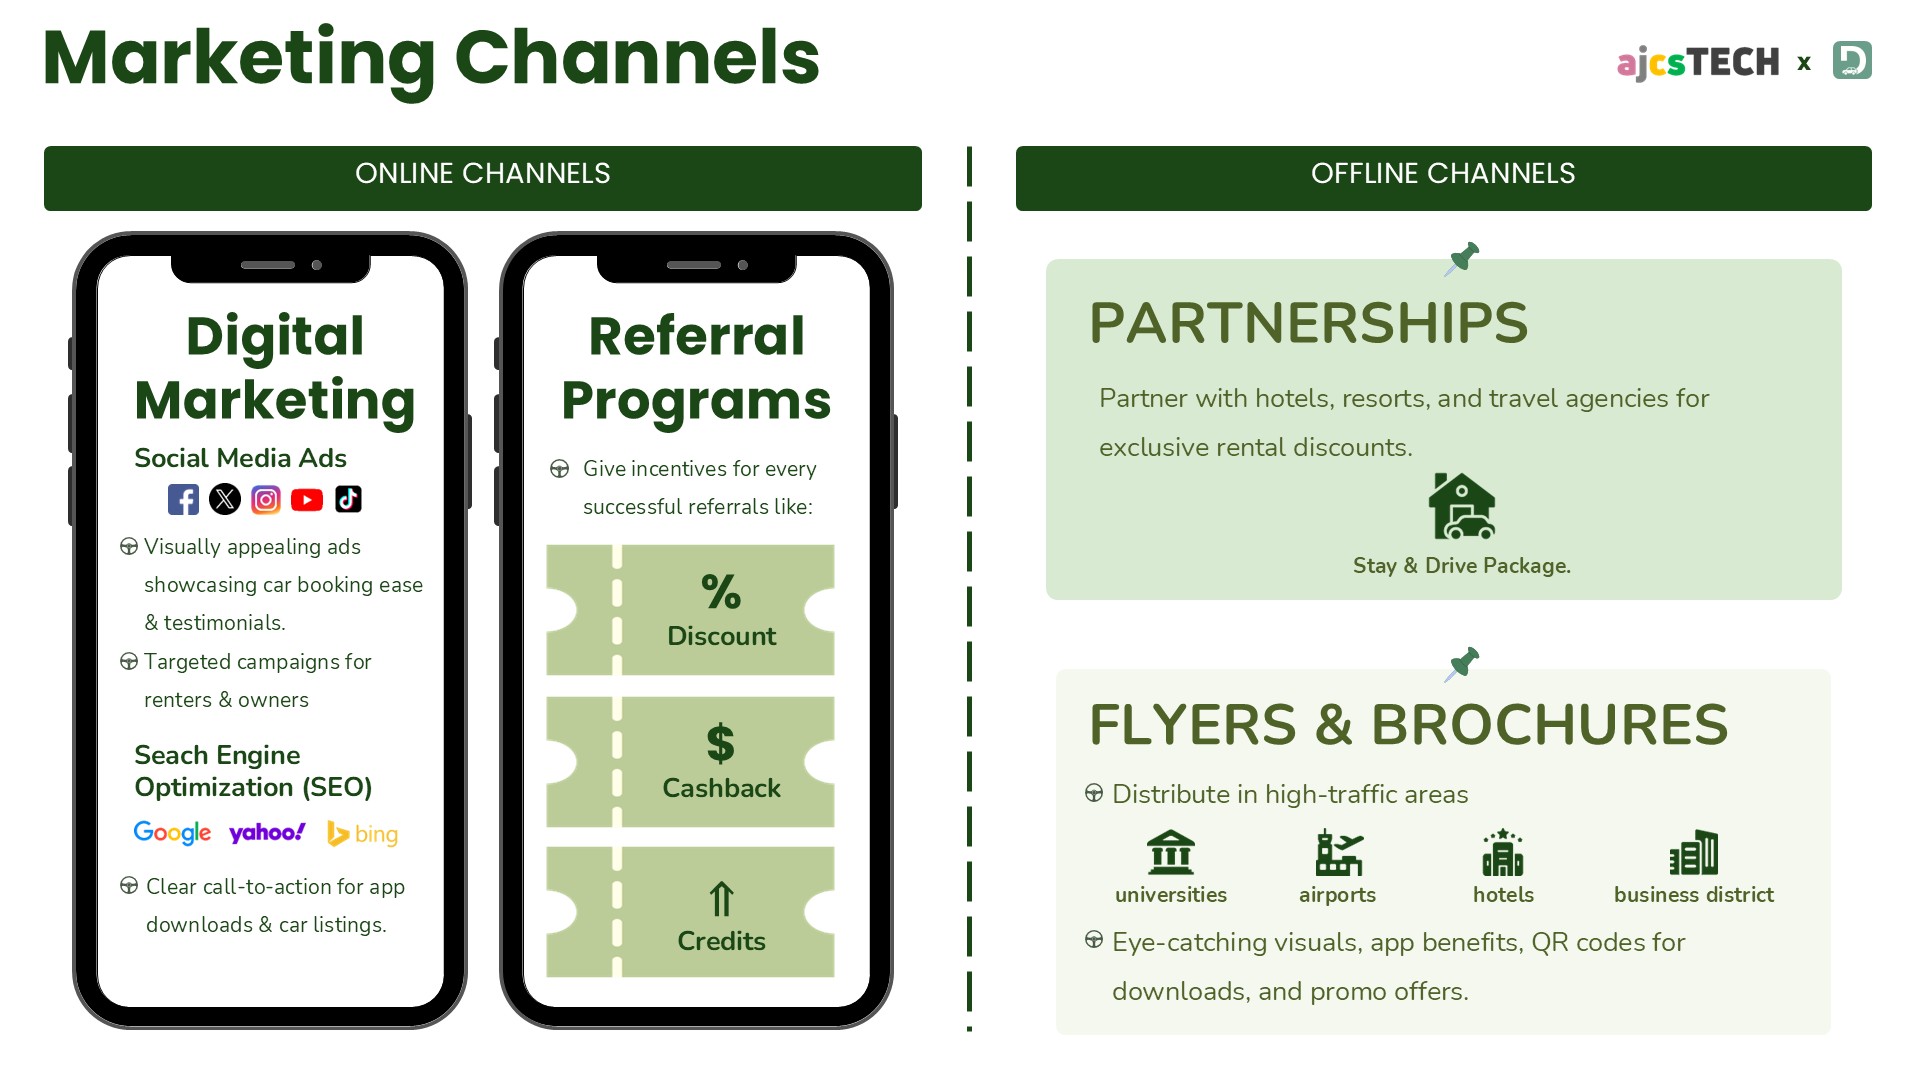 Marketing Channels
ajcsTECH x D
ONLINE CHANNELS
Digital
Marketing
Social Media Ads
Visually appealing ads
showcasing car booking ease
& testimonials.
Targeted campaigns for
renters & owners
Seach Engine
Optimization (SEO)
Google yahoo! bing
Clear call-to-action for app
downloads & car listings.
Referral
Programs
Give incentives for every
successful referrals like:
%
Discount
$
Cashback
⇑
Credits
OFFLINE CHANNELS
PARTNERSHIPS
Partner with hotels, resorts, and travel agencies for
exclusive rental discounts.
Stay & Drive Package.
FLYERS & BROCHURES
Distribute in high-traffic areas
universities airports hotels business district
Eye-catching visuals, app benefits, QR codes for
downloads, and promo offers.